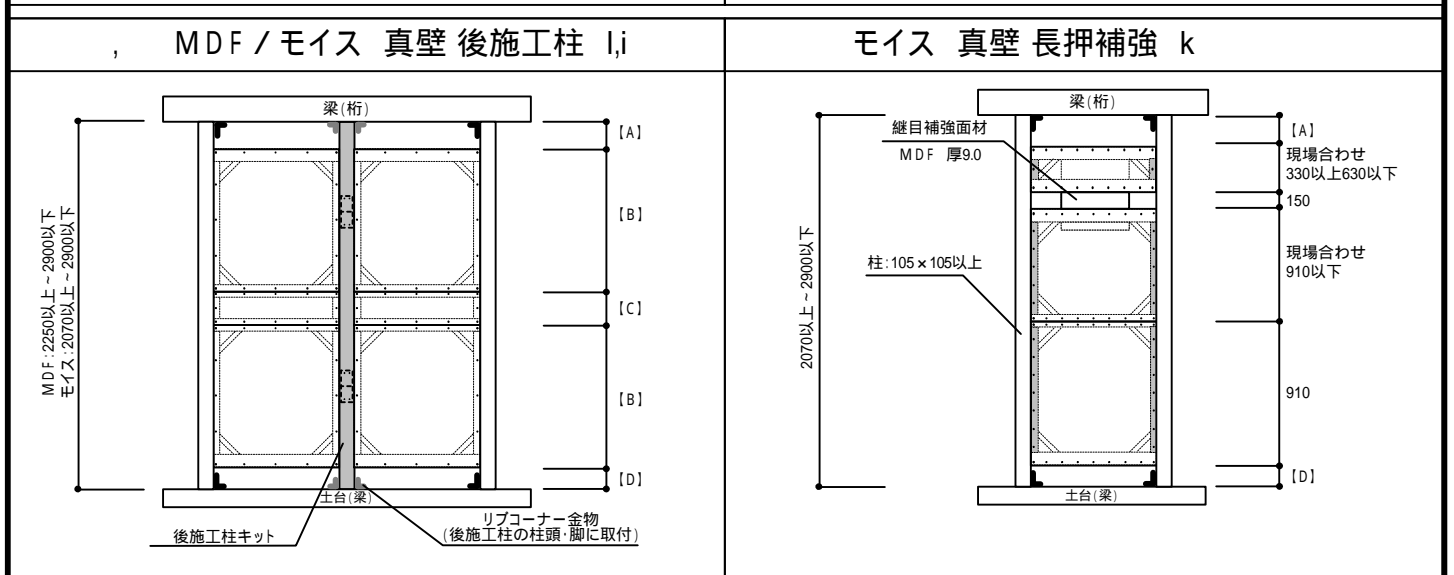 , MDF/モイス 真壁 後施工柱 l,i
梁(桁)
MDF:2250以上~2900以下
モイス:2070以上~2900以下
【A】
【B】
【C】
【B】
【D】
土台(梁)
後施工柱キット
リブコーナー金物
(後施工柱の柱頭・脚に取付)
モイス 真壁 長押補強 k
梁(桁)
継目補強面材
MDF 厚9.0
柱:105×105以上
2070以上~2900以下
【A】
現場合わせ
330以上630以下
150
現場合わせ
910以下
910
【D】
土台(梁)